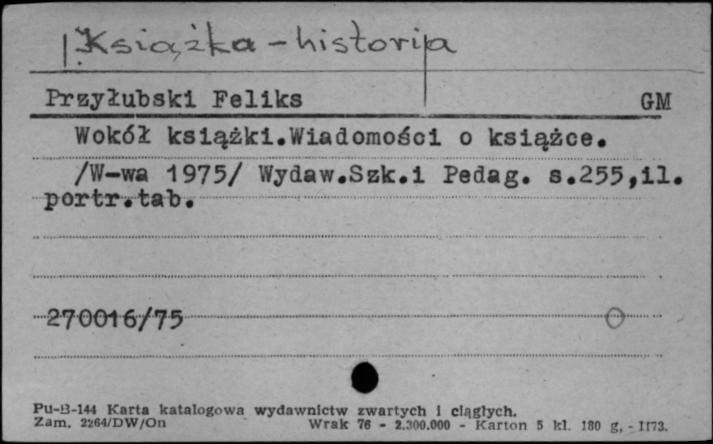 Książka - historija
Przyłubski Feliks GM
Wokół książki.Wiadomości o książce.
/W-wa 1975/ Wydaw.Szk.i Pedag. s.255,il.
portr.tab.
270016/75
Pu-B-144 Karta katalogowa wydawnictw zwartych i ciągłych.
Zam. 2264/DW/On Wrak 76 - 2.300.000 - Karton 5 kl. 180 g, - 1173.